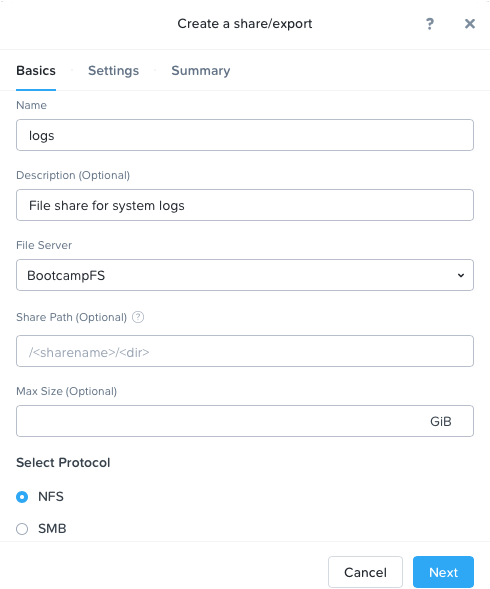 Create a share/export ? ×
Basics Settings Summary
Name
logs
Description (Optional)
File share for system logs
File Server
BootcampFS
Share Path (Optional) ?
/<sharename>/<dir>
Max Size (Optional)
GiB
Select Protocol
NFS
SMB
Cancel Next